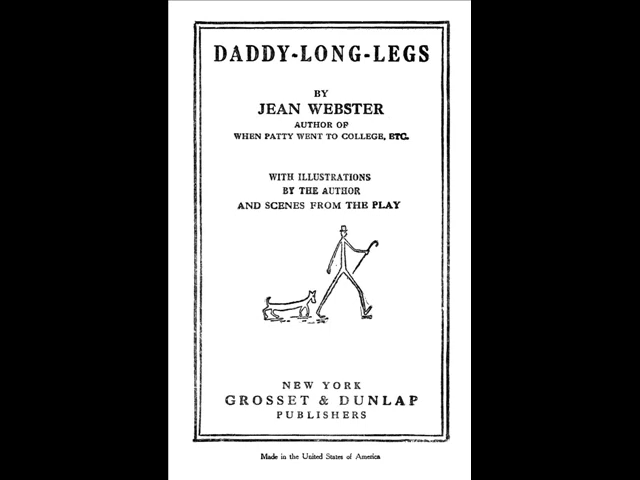 DADDY-LONG-LEGS
BY
JEAN WEBSTER
AUTHOR OF
WHEN PATTY WENT TO COLLEGE, ETC.
WITH ILLUSTRATIONS
BY THE AUTHOR
AND SCENES FROM THE PLAY
NEW YORK
GROSSET & DUNLAP
PUBLISHERS
Made in the United States of America